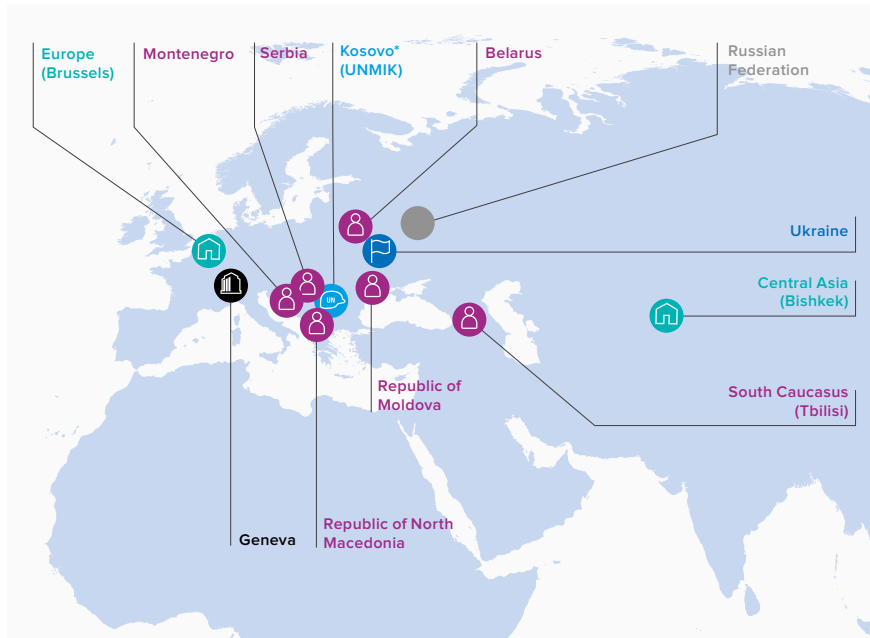 Europe
(Brussels)
Montenegro
Serbia
Kosovo*
(UNMIK)
Belarus
Russian
Federation
Ukraine
Central Asia
(Bishkek)
UN
Republic of
Moldova
South Caucasus
(Tbilisi)
Republic of North
Macedonia
Geneva